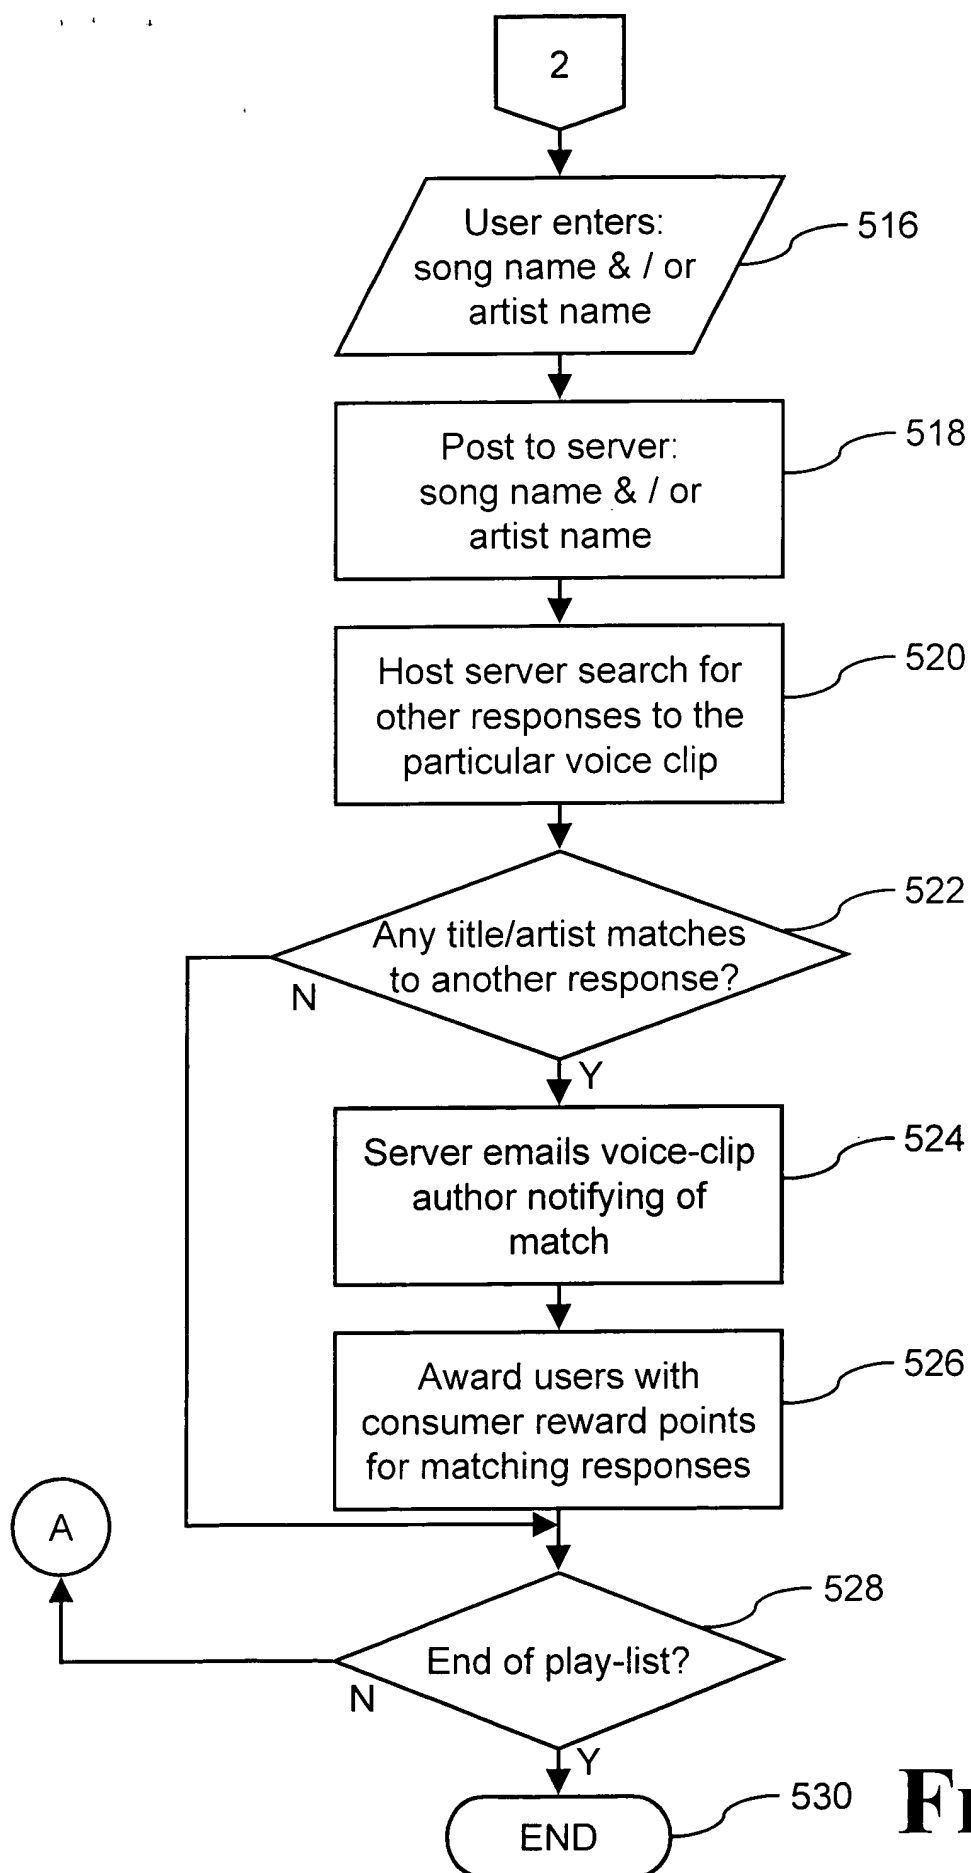 2
User enters:
song name & / or
artist name
516
Post to server:
song name & / or
artist name
518
Host server search for
other responses to the
particular voice clip
520
Any title/artist matches
to another response?
522
N
Y
Server emails voice-clip
author notifying of
match
524
Award users with
consumer reward points
for matching responses
526
A
End of play-list?
528
N
Y
END
530